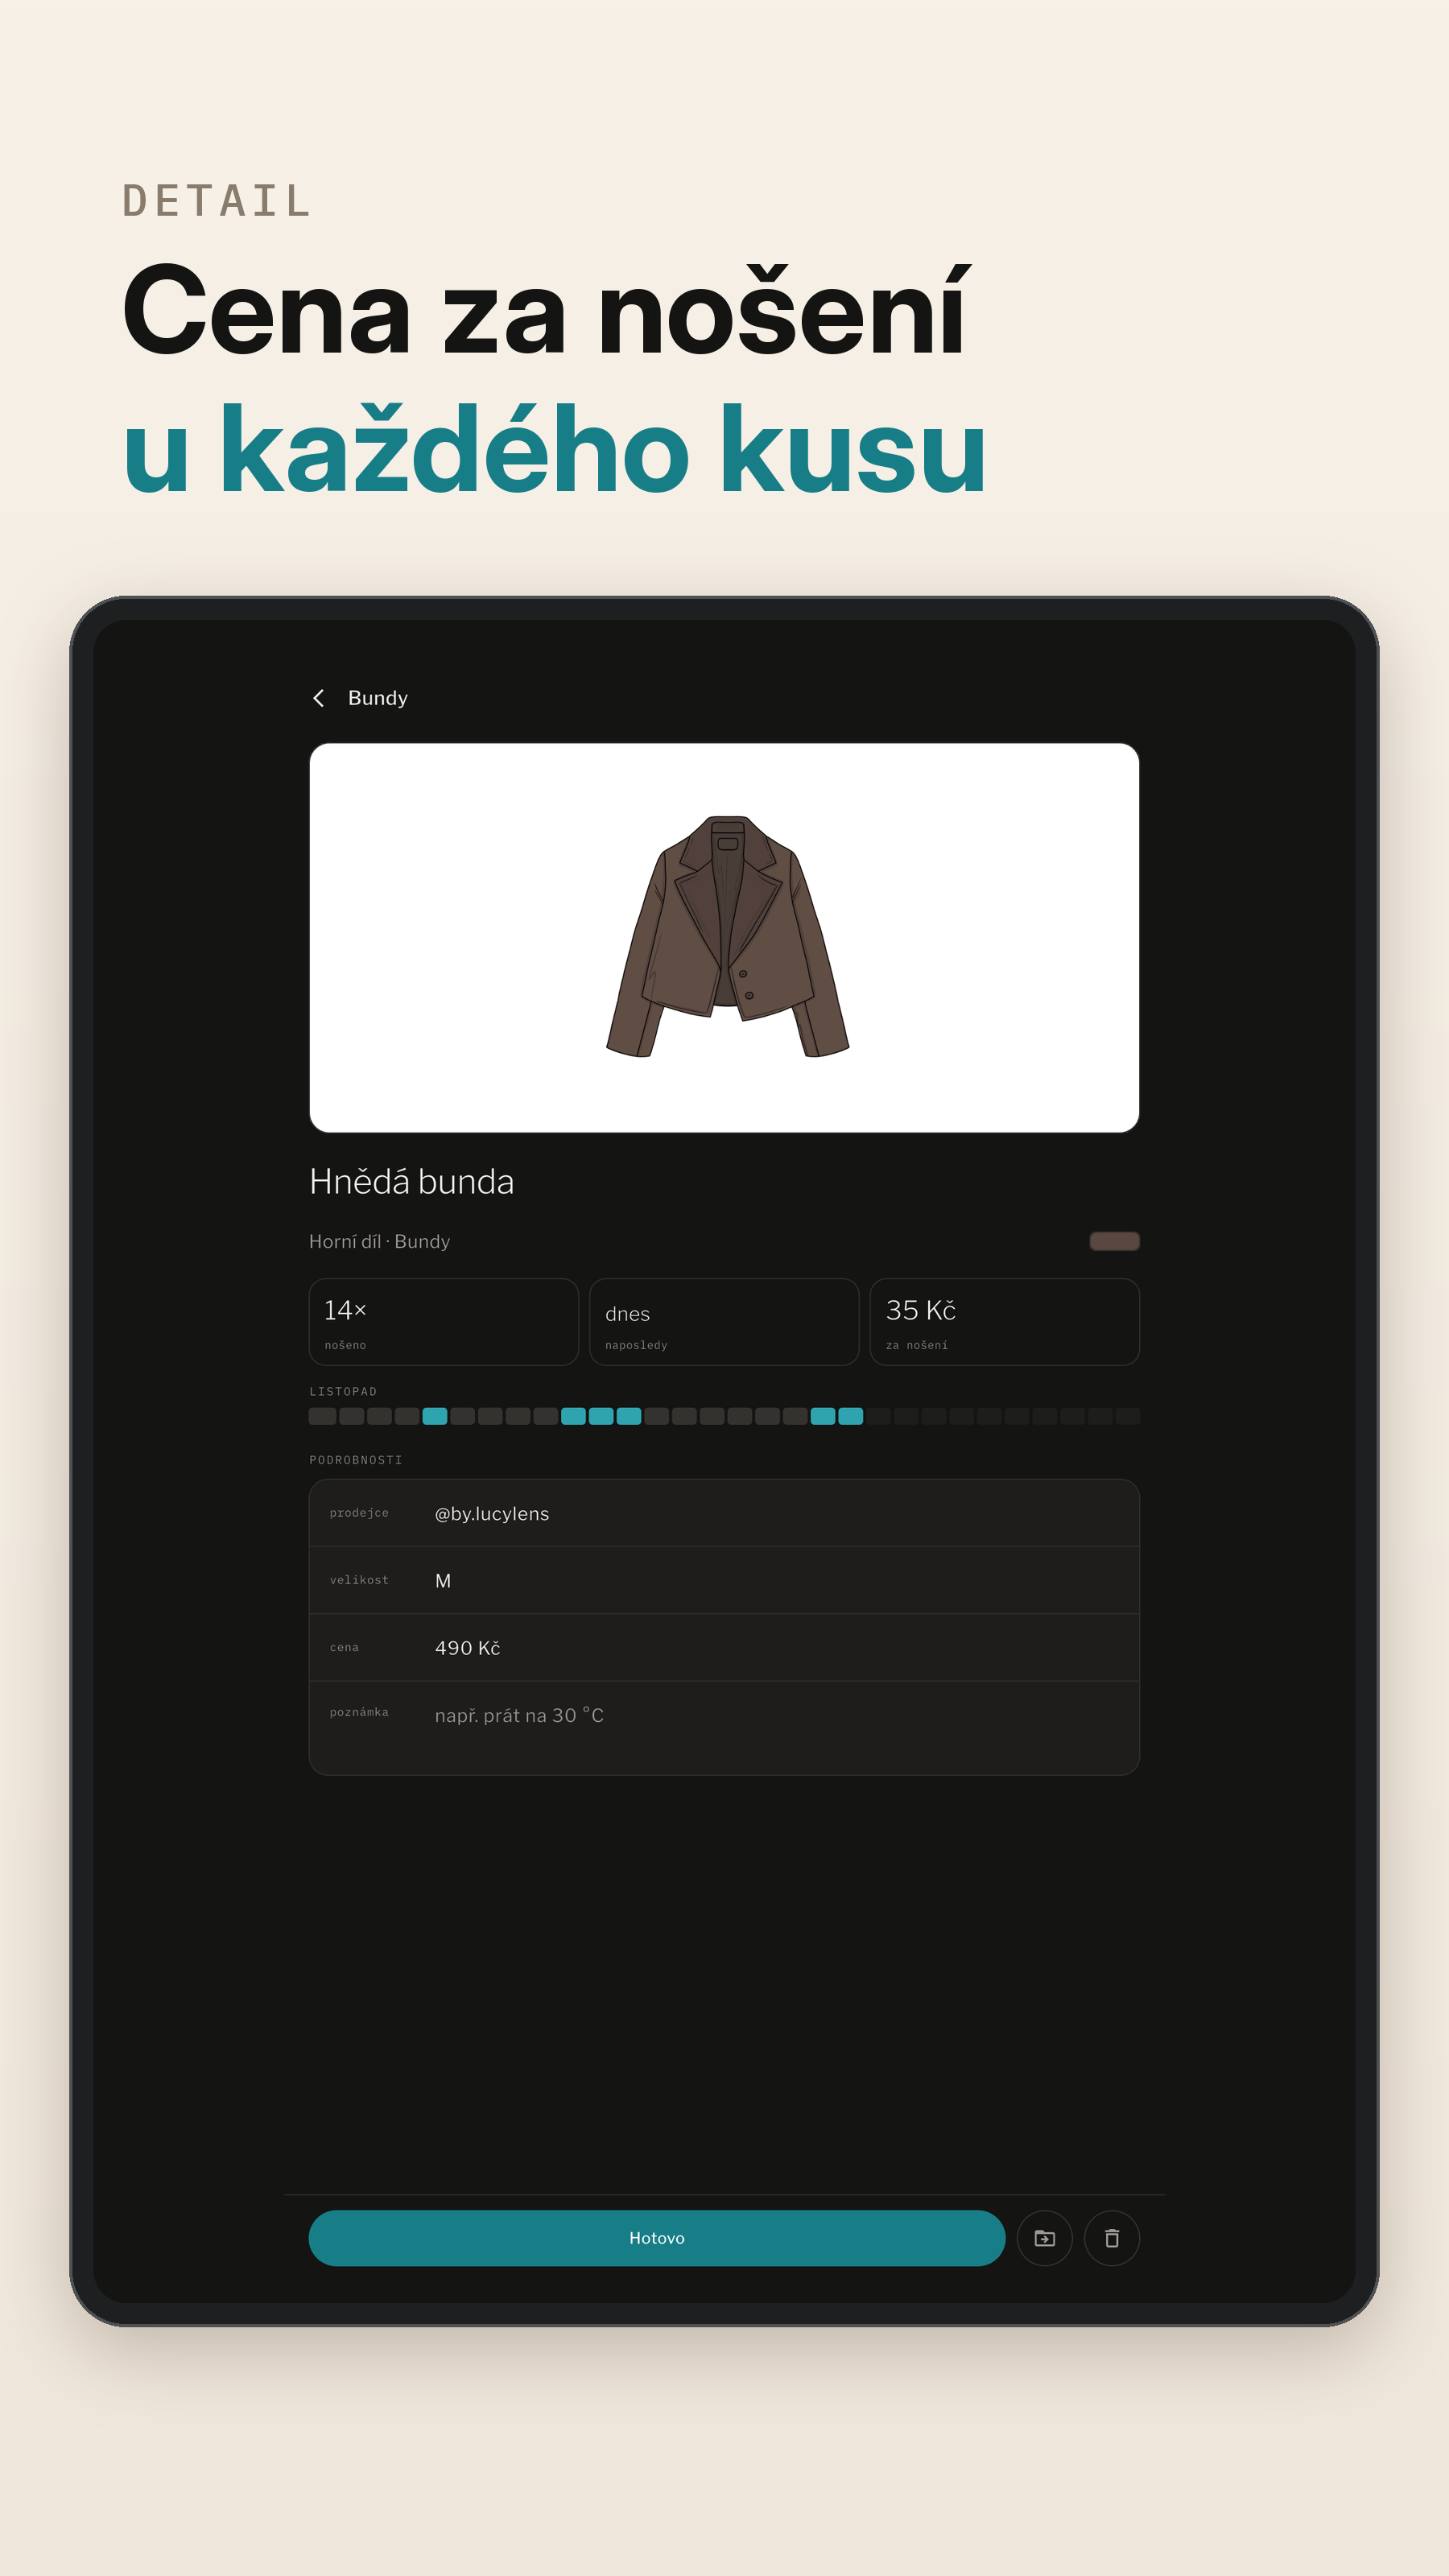 DETAIL
Cena za nošení
u každého kusu
Bundy
Hnědá bunda
Horní díl · Bundy
14×
nošeno
dnes
naposledy
35 Kč
za nošení
LISTOPAD
PODROBNOSTI
prodejce @by.lucylens
velikost M
cena 490 Kč
poznámka např. prát na 30 °C
Hotovo